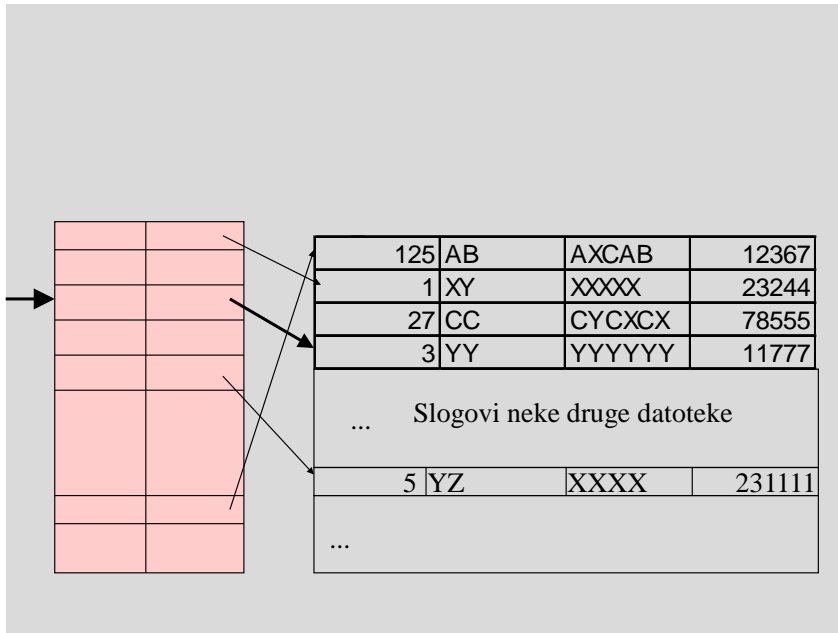 125 AB AXCAB 12367
1 XY XXXXX 23244
27 CC CYCXCX 78555
3 YY YYYYYY 11777
... Slogovi neke druge datoteke
5 YZ XXXX 231111
...